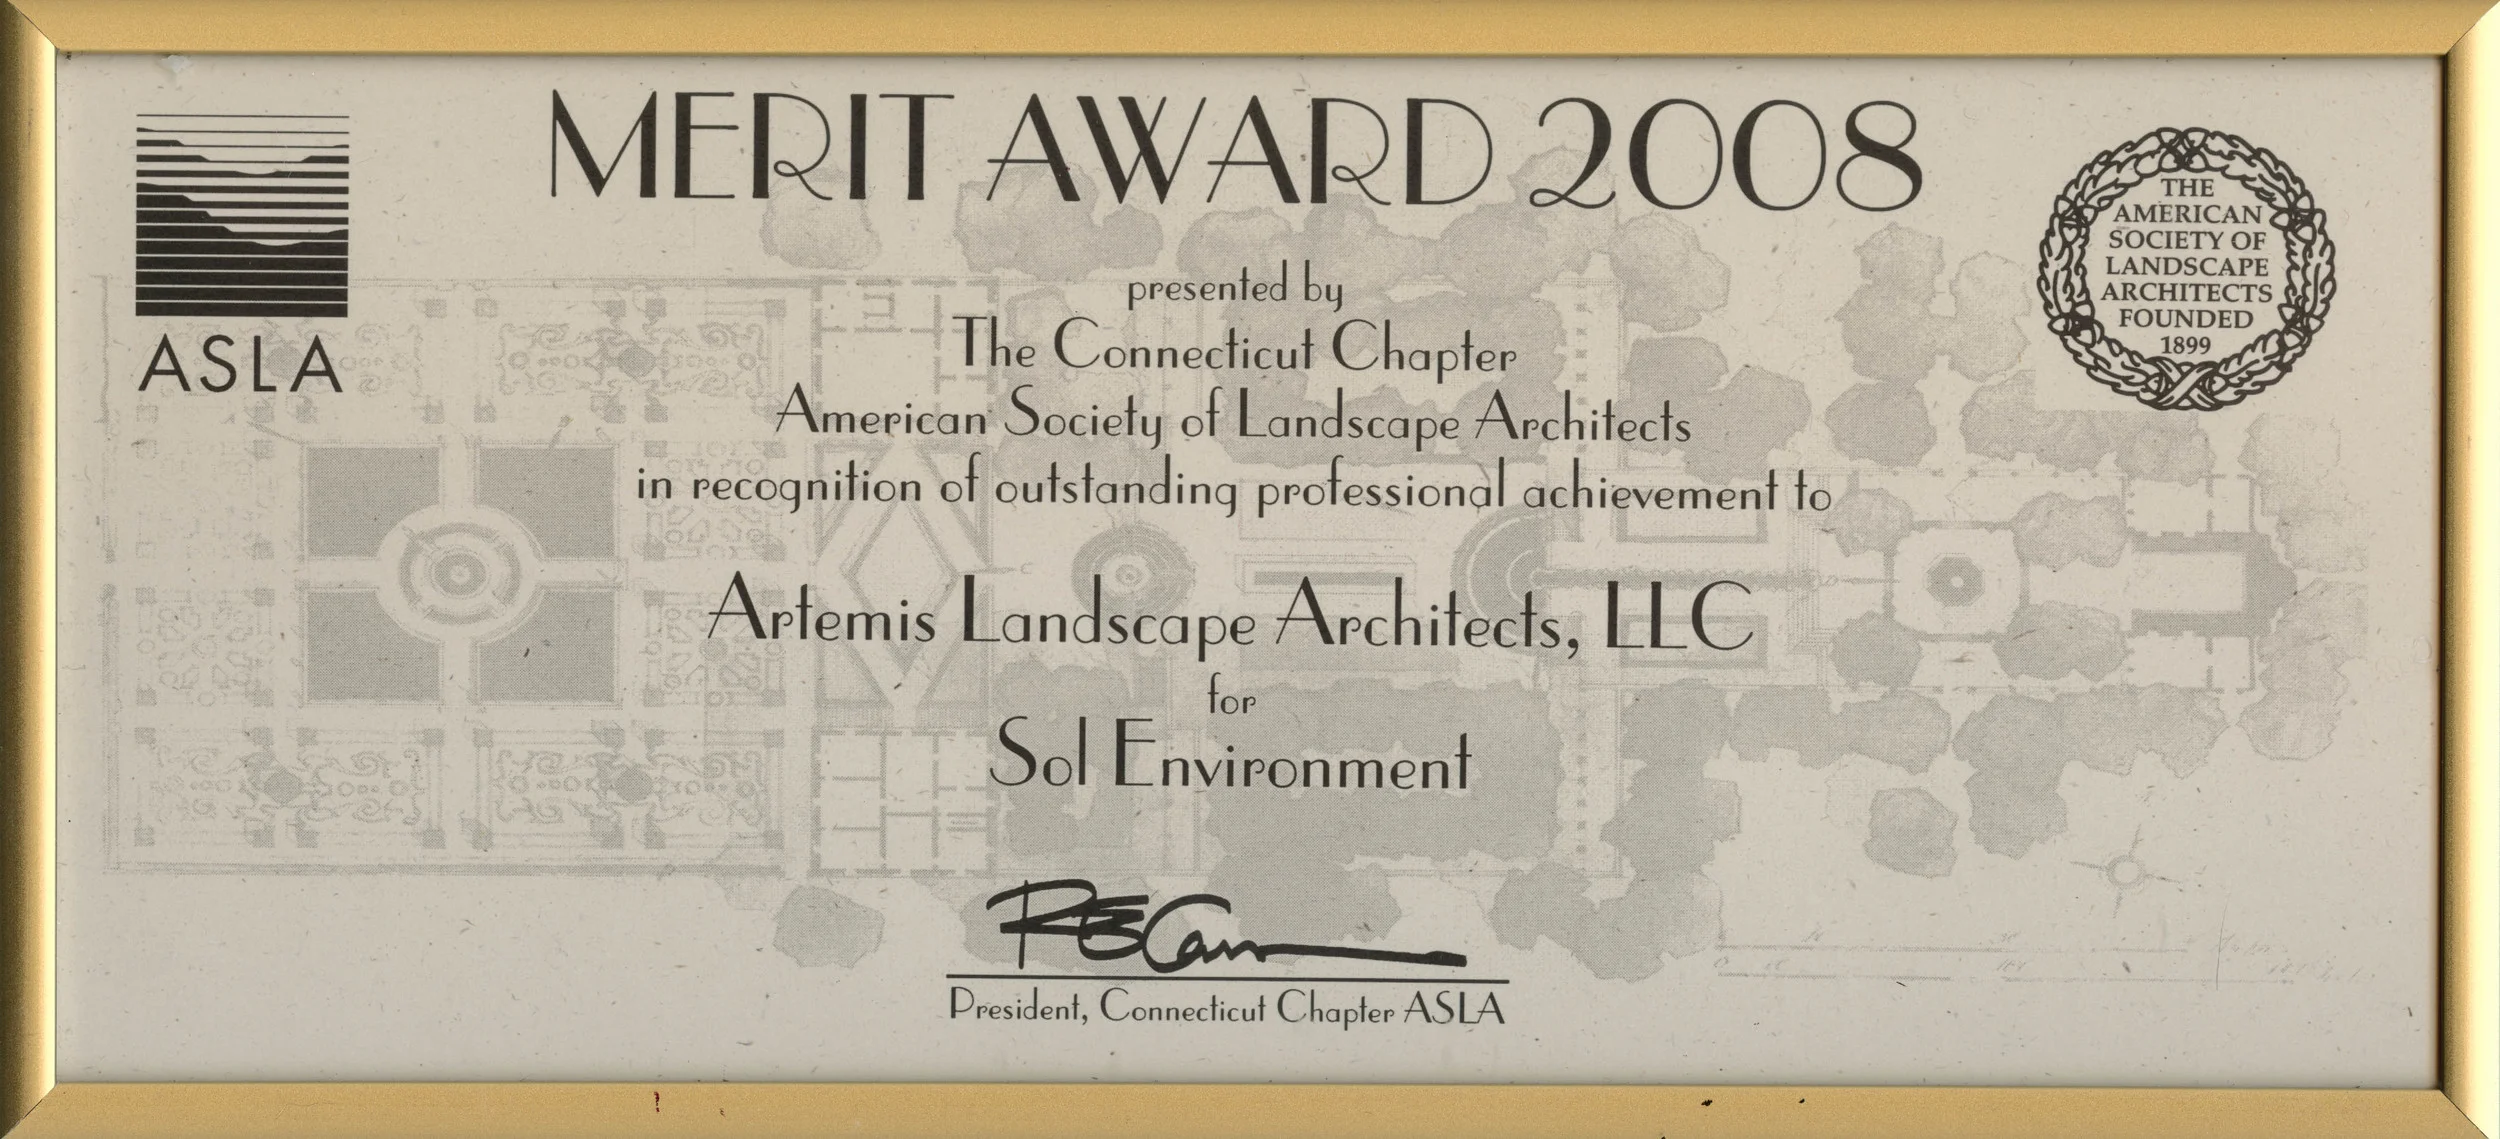 MERIT AWARD 2008
ASLA
THE
AMERICAN
SOCIETY OF
LANDSCAPE
ARCHITECTS
FOUNDED
1899
presented by
The Connecticut Chapter
American Society of Landscape Architects
in recognition of outstanding professional achievement to
Artemis Landscape Architects, LLC
for
Sol Environment
President, Connecticut Chapter ASLA